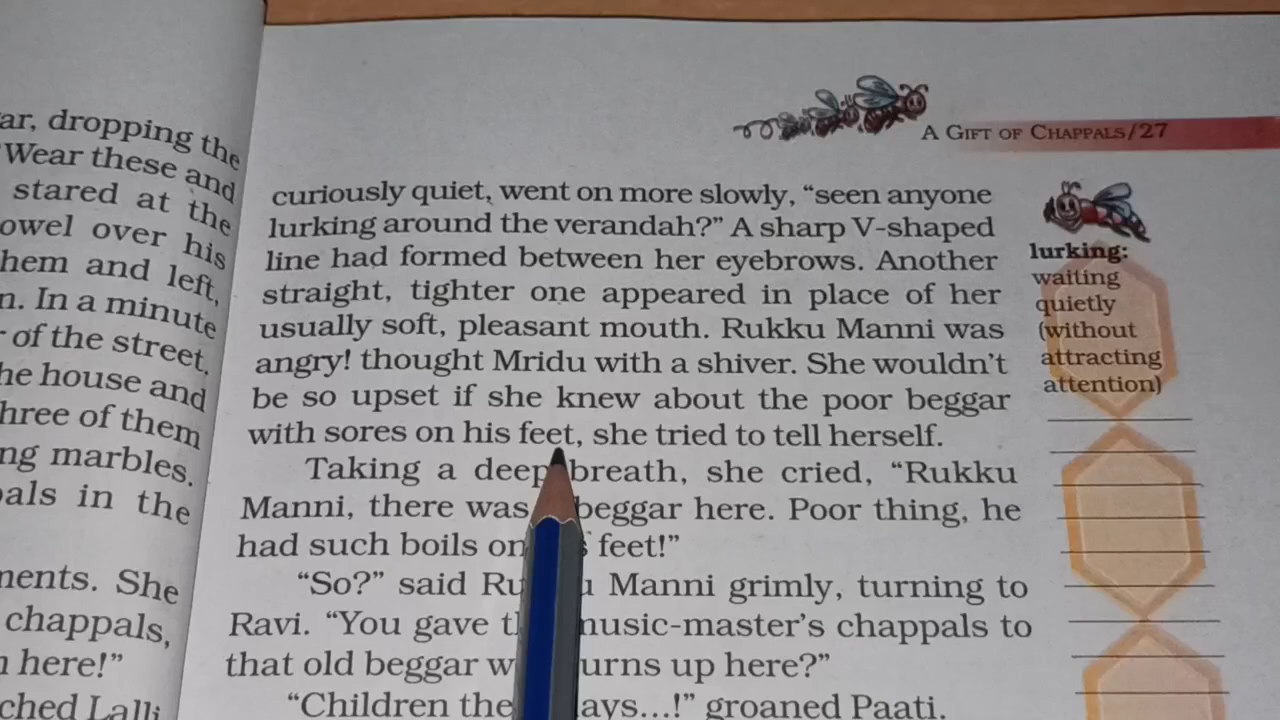 ar, dropping the
"Wear these and
stared at the
owel over his
hem and left,
n. In a minute
of the street.
he house and
hree of them
ng marbles.
als in the
ments. She
chappals,
here!"
ched Lalli
A GIFT OF CHAPPALS/27
curiously quiet, went on more slowly, "seen anyone
lurking around the verandah?" A sharp V-shaped
line had formed between her eyebrows. Another
straight, tighter one appeared in place of her
usually soft, pleasant mouth. Rukku Manni was
angry! thought Mridu with a shiver. She wouldn't
be so upset if she knew about the poor beggar
with sores on his feet, she tried to tell herself.
Taking a deep breath, she cried, "Rukku
Manni, there was beggar here. Poor thing, he
had such boils on feet!"
"So?" said Manni grimly, turning to
Ravi. "You gave music-master's chappals to
that old beggar turns up here?"
"Children the ...!" groaned Paati.
lurking:
waiting
quietly
(without
attracting
attention)